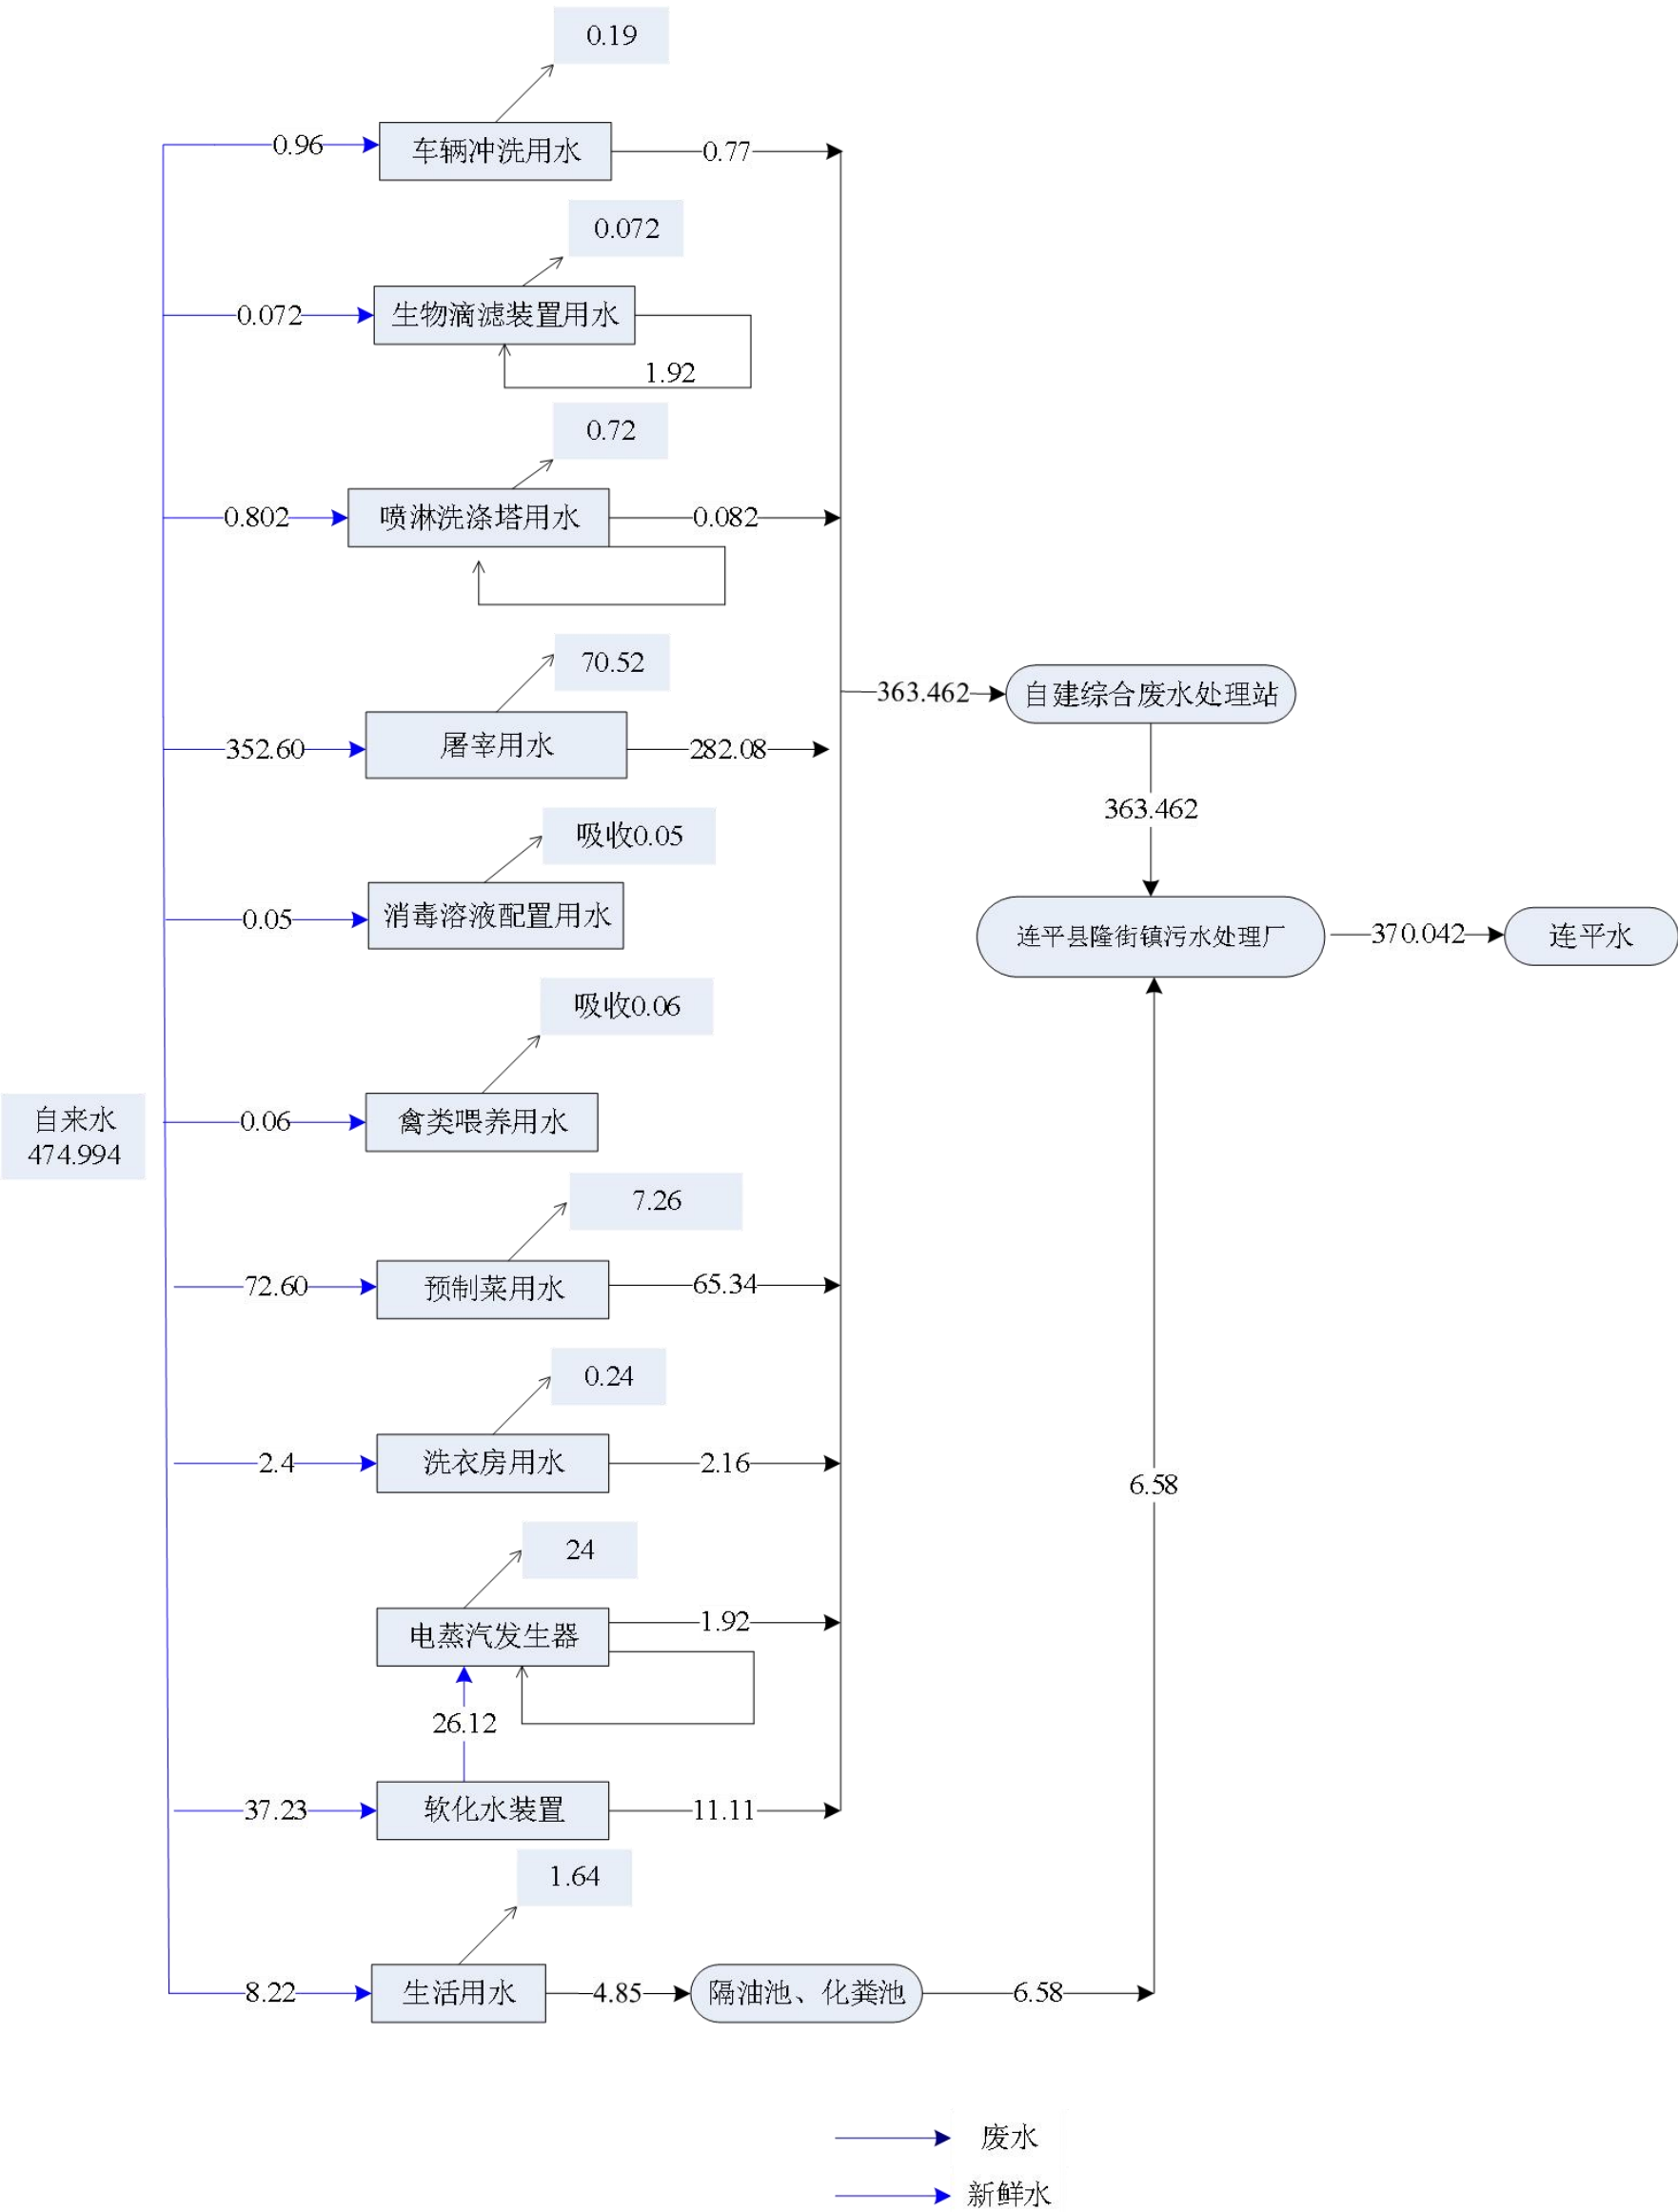 0.19
0.96
车辆冲洗用水
0.77
0.072
0.072
生物滴滤装置用水
1.92
0.72
0.802
喷淋洗涤塔用水
0.082
70.52
352.60
屠宰用水
282.08
363.462
自建综合废水处理站
363.462
吸收0.05
0.05
消毒溶液配置用水
连平县隆街镇污水处理厂
370.042
连平水
吸收0.06
自来水
474.994
0.06
禽类喂养用水
7.26
72.60
预制菜用水
65.34
0.24
2.4
洗衣房用水
2.16
6.58
24
电蒸汽发生器
1.92
26.12
37.23
软化水装置
11.11
1.64
8.22
生活用水
4.85
隔油池、化粪池
6.58
废水
新鲜水